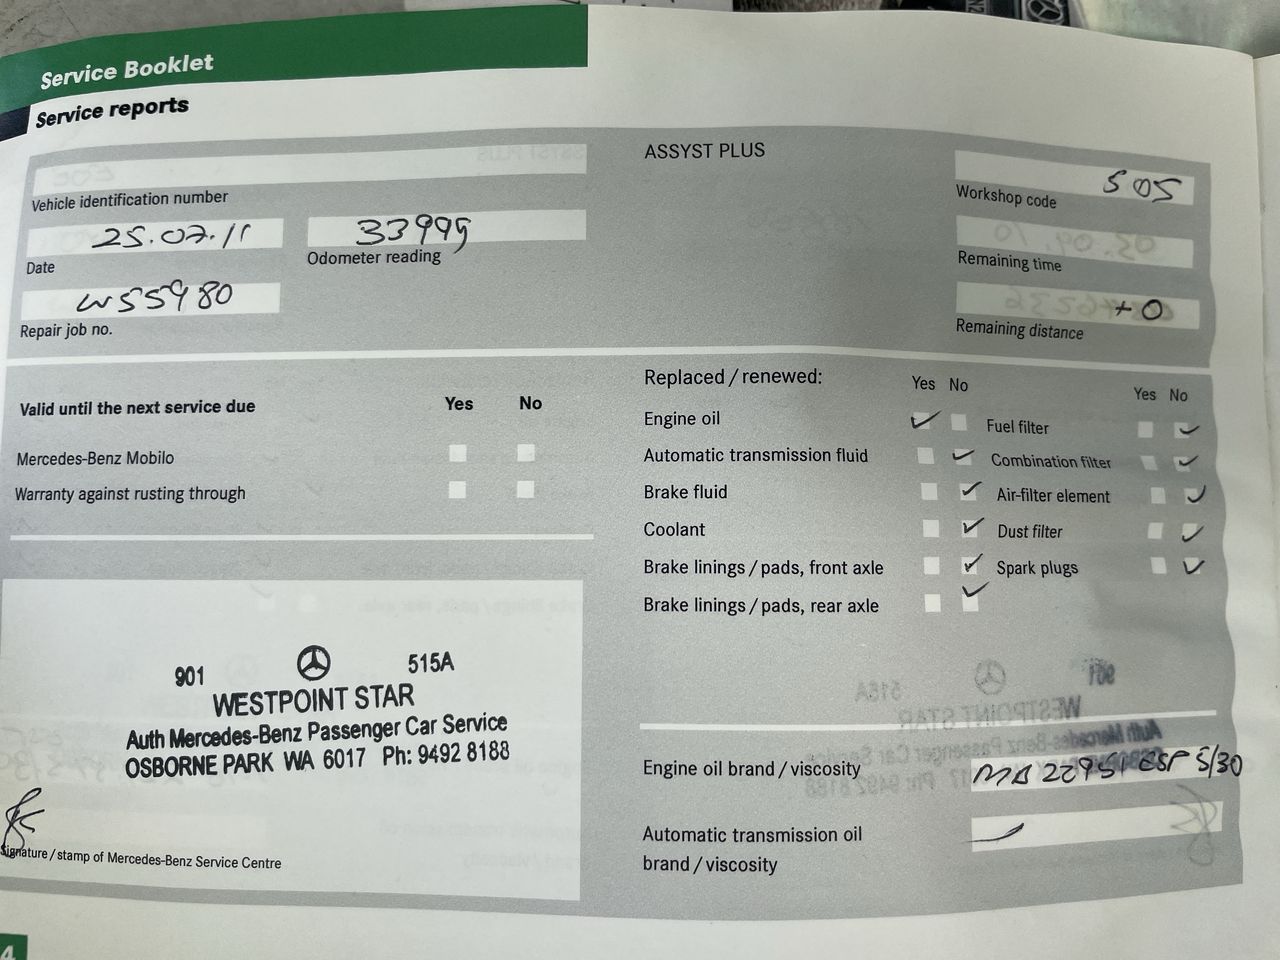 Service Booklet
Service reports
ASSYST PLUS
Vehicle identification number
505
Workshop code
25.07.11
Date
33999
Odometer reading
Remaining time
W55980
Repair job no.
+0
Remaining distance
Valid until the next service due Yes No
Mercedes-Benz Mobilo
Warranty against rusting through
Replaced / renewed: Yes No Yes No
Engine oil Fuel filter
Automatic transmission fluid Combination filter
Brake fluid Air-filter element
Coolant Dust filter
Brake linings / pads, front axle Spark plugs
Brake linings / pads, rear axle
901 515A
WESTPOINT STAR
Auth Mercedes-Benz Passenger Car Service
OSBORNE PARK WA 6017 Ph: 9492 8188
Signature / stamp of Mercedes-Benz Service Centre
Engine oil brand / viscosity MB 22951 ESP 5/30
Automatic transmission oil
brand / viscosity
4